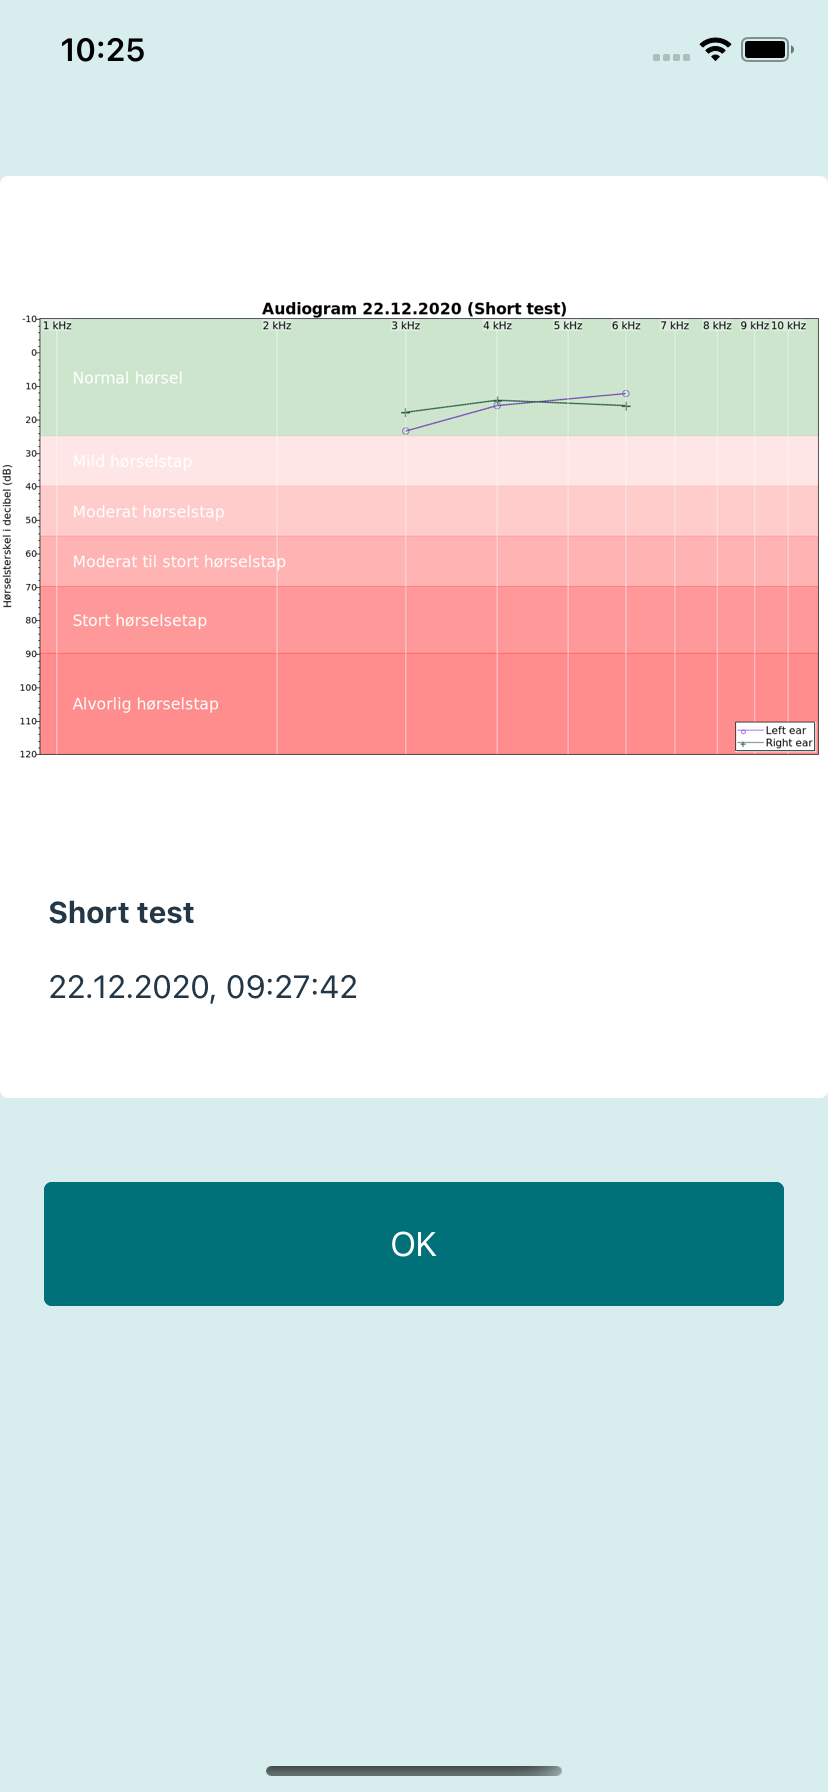 10:25
Audiogram 22.12.2020 (Short test)
1 kHz 2 kHz 3 kHz 4 kHz 5 kHz 6 kHz 7 kHz 8 kHz 9 kHz 10 kHz
-10
0
10
20
30
40
50
60
70
80
90
100
110
120
Hørselsterskel i decibel (dB)
Normal hørsel
Mild hørselstap
Moderat hørselstap
Moderat til stort hørselstap
Stort hørselsetap
Alvorlig hørselstap
Left ear
Right ear
Short test
22.12.2020, 09:27:42
OK